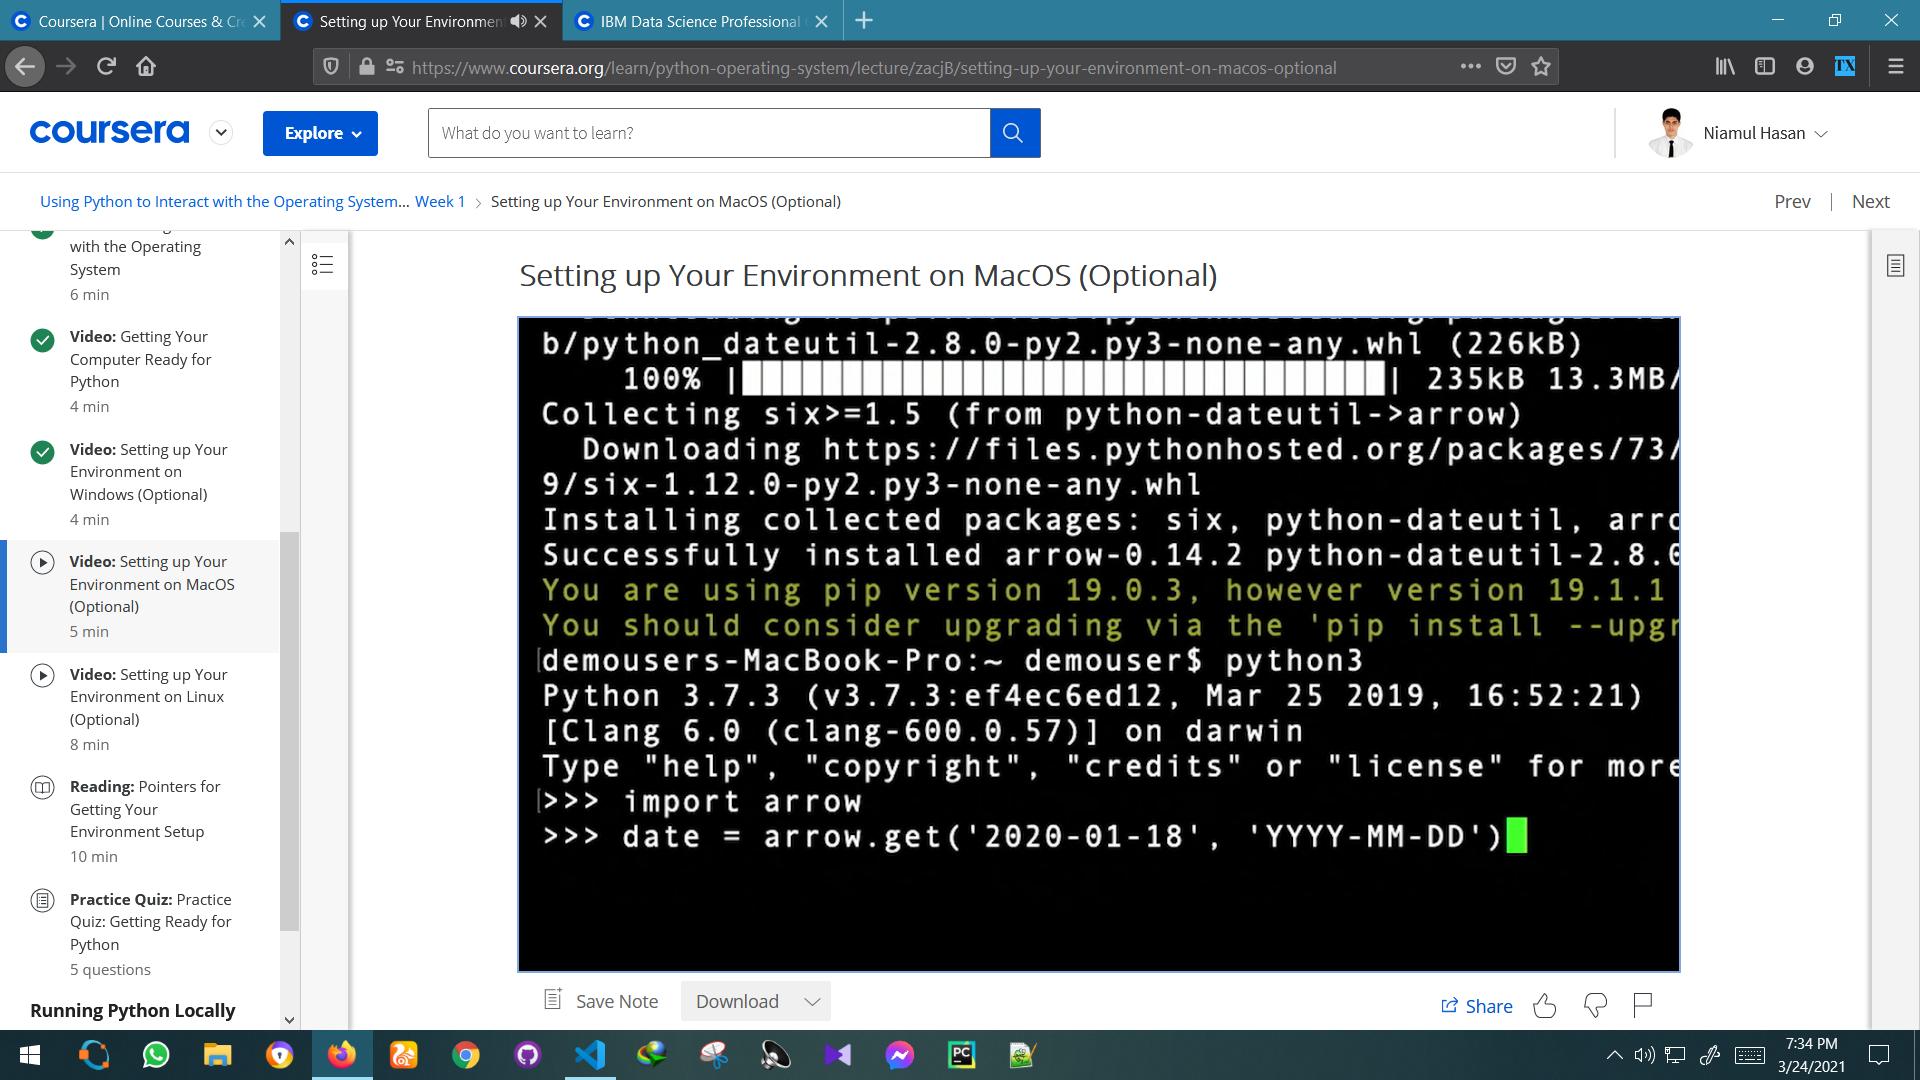 Coursera | Online Courses & Cre
Setting up Your Environmen
IBM Data Science Professional
https://www.coursera.org/learn/python-operating-system/lecture/zacjB/setting-up-your-environment-on-macos-optional
TX
coursera
Explore
What do you want to learn?
Niamul Hasan
Using Python to Interact with the Operating System... Week 1 > Setting up Your Environment on MacOS (Optional)
Prev | Next
with the Operating
System
6 min
Video: Getting Your
Computer Ready for
Python
4 min
Video: Setting up Your
Environment on
Windows (Optional)
4 min
Video: Setting up Your
Environment on MacOS
(Optional)
5 min
Video: Setting up Your
Environment on Linux
(Optional)
8 min
Reading: Pointers for
Getting Your
Environment Setup
10 min
Practice Quiz: Practice
Quiz: Getting Ready for
Python
5 questions
Running Python Locally
Setting up Your Environment on MacOS (Optional)
b/python_dateutil-2.8.0-py2.py3-none-any.whl (226kB)
100% | | 235kB 13.3MB/
Collecting six>=1.5 (from python-dateutil->arrow)
Downloading https://files.pythonhosted.org/packages/73/
9/six-1.12.0-py2.py3-none-any.whl
Installing collected packages: six, python-dateutil, arro
Successfully installed arrow-0.14.2 python-dateutil-2.8.0
You are using pip version 19.0.3, however version 19.1.1
You should consider upgrading via the 'pip install --upgr
[demousers-MacBook-Pro:~ demouser$ python3
Python 3.7.3 (v3.7.3:ef4ec6ed12, Mar 25 2019, 16:52:21)
[Clang 6.0 (clang-600.0.57)] on darwin
Type "help", "copyright", "credits" or "license" for more
[>>> import arrow
>>> date = arrow.get('2020-01-18', 'YYYY-MM-DD')
Save Note
Download
Share
PC
7:34 PM
3/24/2021